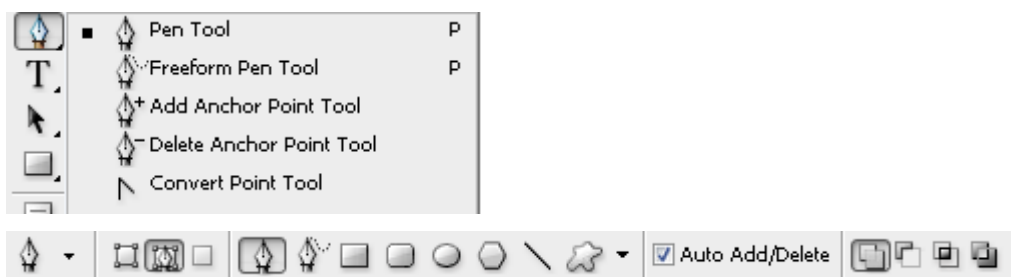 Pen Tool P
Freeform Pen Tool P
Add Anchor Point Tool
Delete Anchor Point Tool
Convert Point Tool
Auto Add/Delete